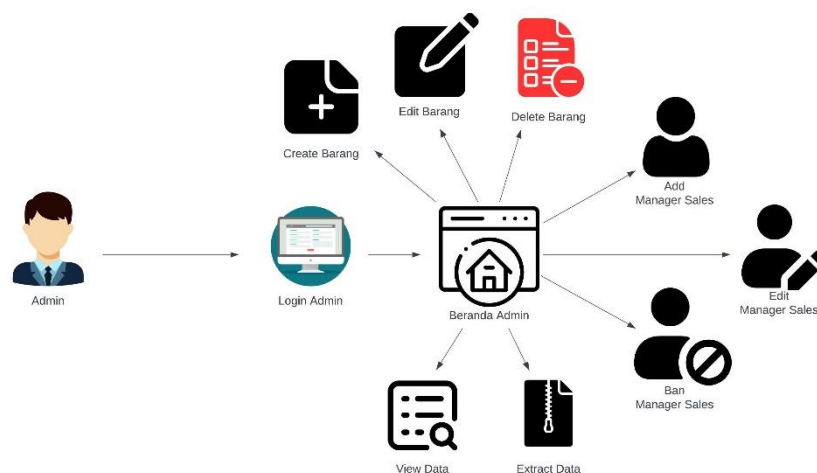 Edit Barang
Delete Barang
Create Barang
Add
Manager Sales
Admin
Login Admin
Beranda Admin
Edit
Manager Sales
Ban
Manager Sales
View Data
Extract Data